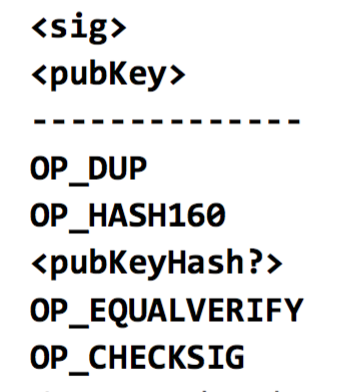 <sig>
<pubKey>
--------------
OP_DUP
OP_HASH160
<pubKeyHash?>
OP_EQUALVERIFY
OP_CHECKSIG